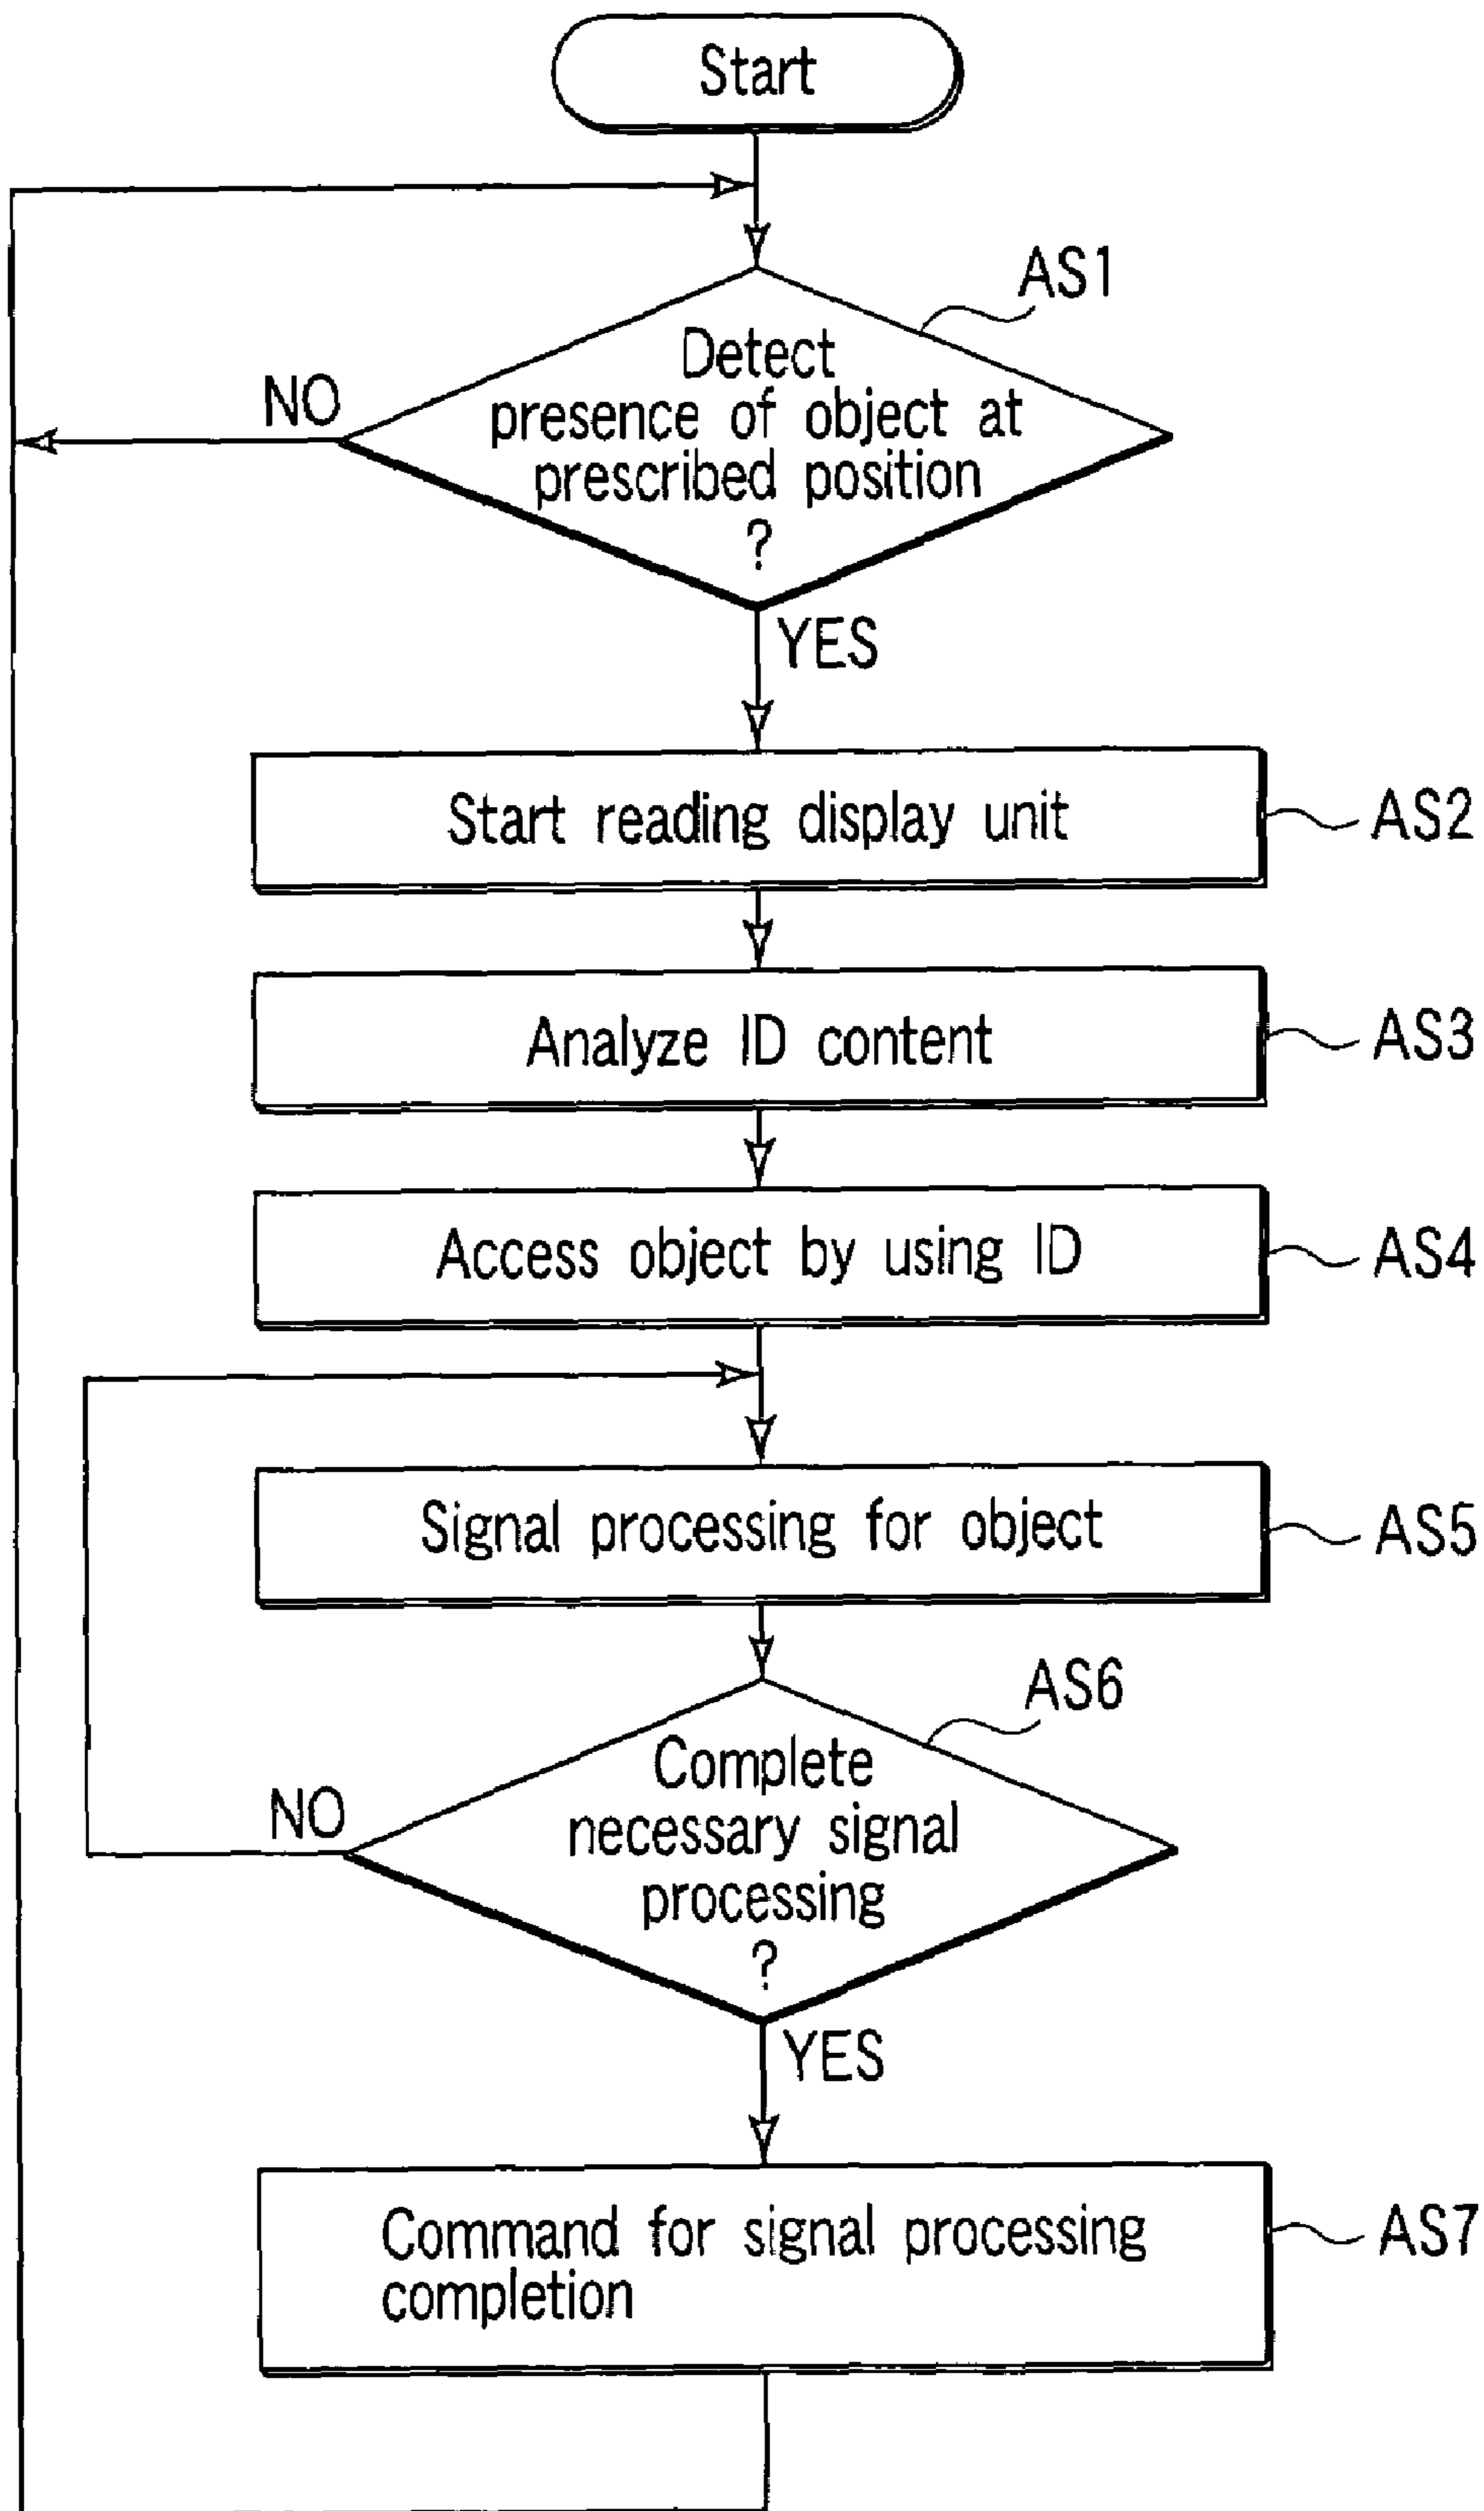 Start
AS1
Detect
presence of object at
prescribed position
?
NO
YES
Start reading display unit
AS2
Analyze ID content
AS3
Access object by using ID
AS4
Signal processing for object
AS5
AS6
Complete
necessary signal
processing
?
NO
YES
Command for signal processing
completion
AS7